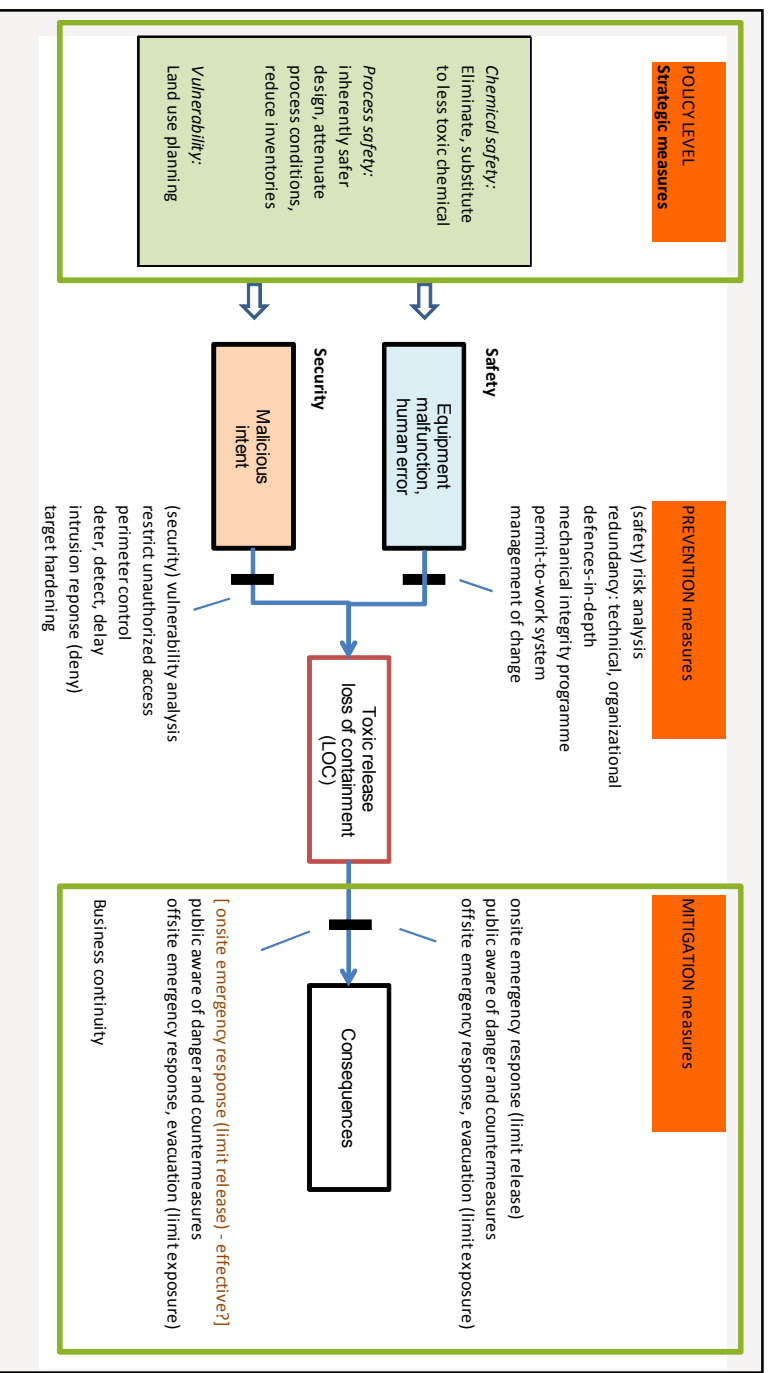 POLICY LEVEL
Strategic measures
Chemical safety:
Eliminate, substitute
to less toxic chemical
Process safety:
inherently safer
design, attenuate
process conditions,
reduce inventories
Vulnerability:
Land use planning
PREVENTION measures
(safety) risk analysis
redundancy: technical, organizational
defences-in-depth
mechanical integrity programme
permit-to-work system
management of change
Safety
Equipment
malfunction,
human error
Security
Malicious
intent
(security) vulnerability analysis
restrict unauthorized access
perimeter control
deter, detect, delay
intrusion reponse (deny)
target hardening
Toxic release
loss of containment
(LOC)
MITIGATION measures
onsite emergency response (limit release)
public aware of danger and countermeasures
offsite emergency response, evacuation (limit exposure)
Consequences
[ onsite emergency response (limit release) - effective?]
public aware of danger and countermeasures
offsite emergency response, evacuation (limit exposure)
Business continuity